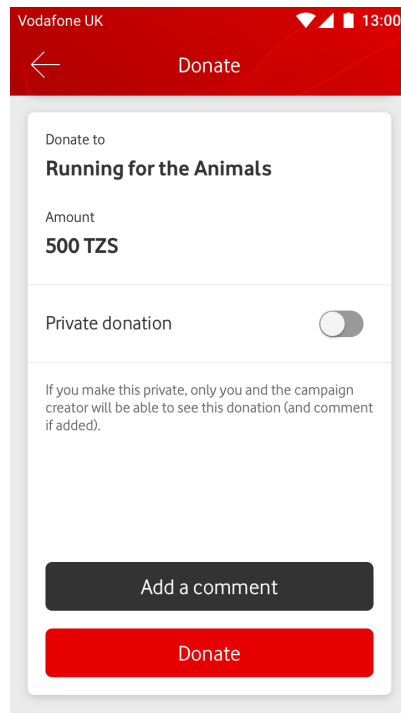 Vodafone UK 13:00
Donate
Donate to
Running for the Animals
Amount
500 TZS
Private donation
If you make this private, only you and the campaign
creator will be able to see this donation (and comment
if added).
Add a comment
Donate